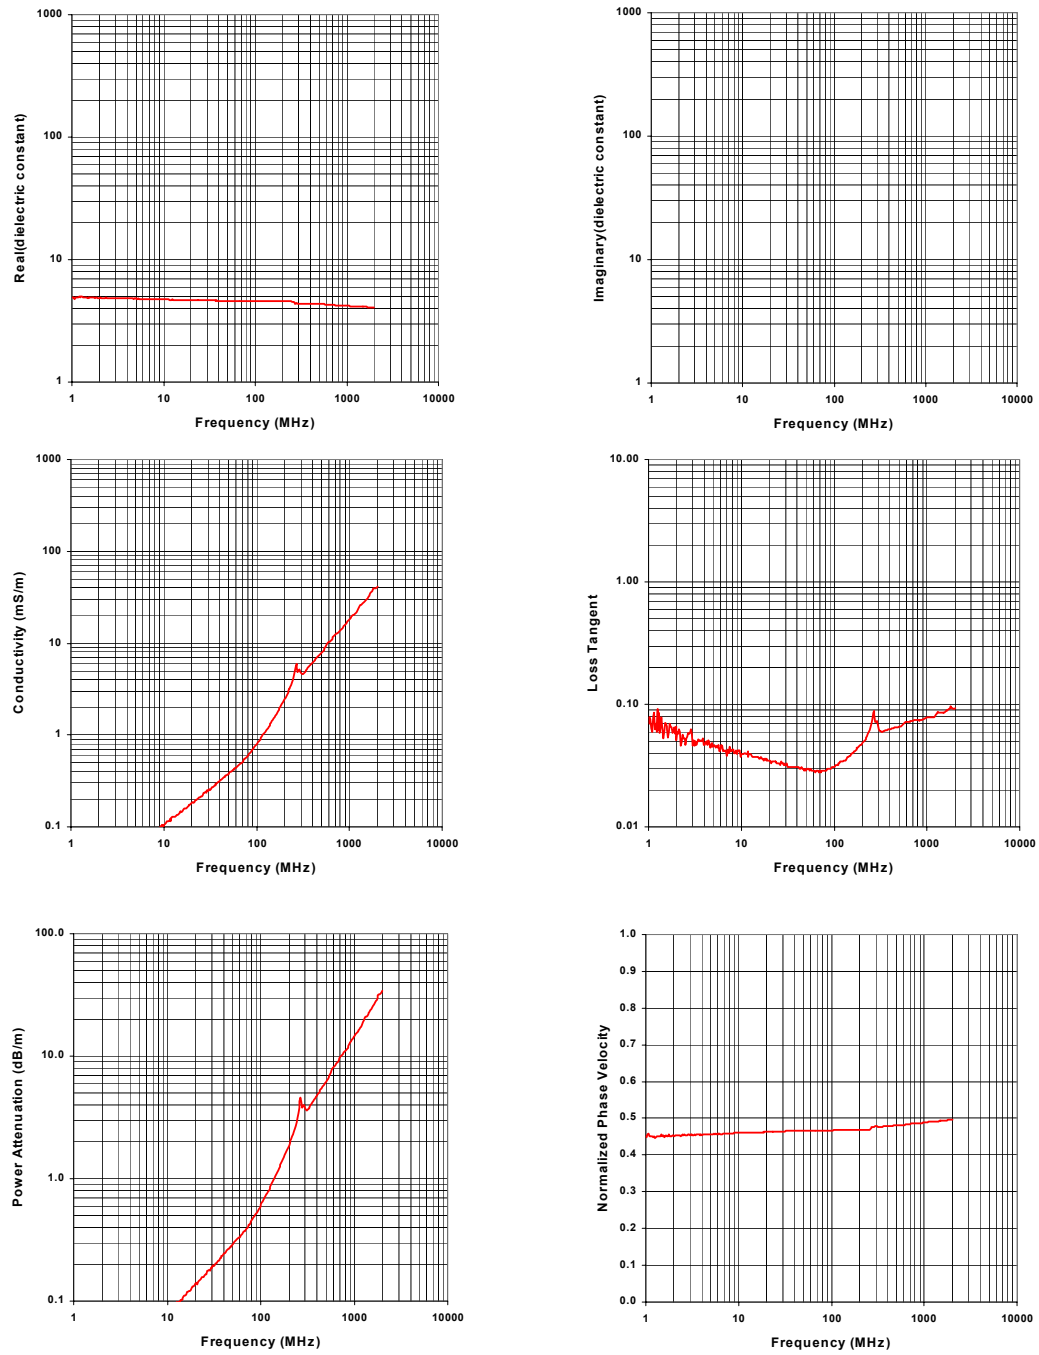 1000
100
10
1
Real(dielectric constant)
1 10 100 1000 10000
Frequency (MHz)
1000
100
10
1
Imaginary(dielectric constant)
1 10 100 1000 10000
Frequency (MHz)
1000
100
10
1
0.1
Conductivity (mS/m)
1 10 100 1000 10000
Frequency (MHz)
10.00
1.00
0.10
0.01
Loss Tangent
1 10 100 1000 10000
Frequency (MHz)
100.0
10.0
1.0
0.1
Power Attenuation (dB/m)
1 10 100 1000 10000
Frequency (MHz)
1.0
0.9
0.8
0.7
0.6
0.5
0.4
0.3
0.2
0.1
0.0
Normalized Phase Velocity
1 10 100 1000 10000
Frequency (MHz)